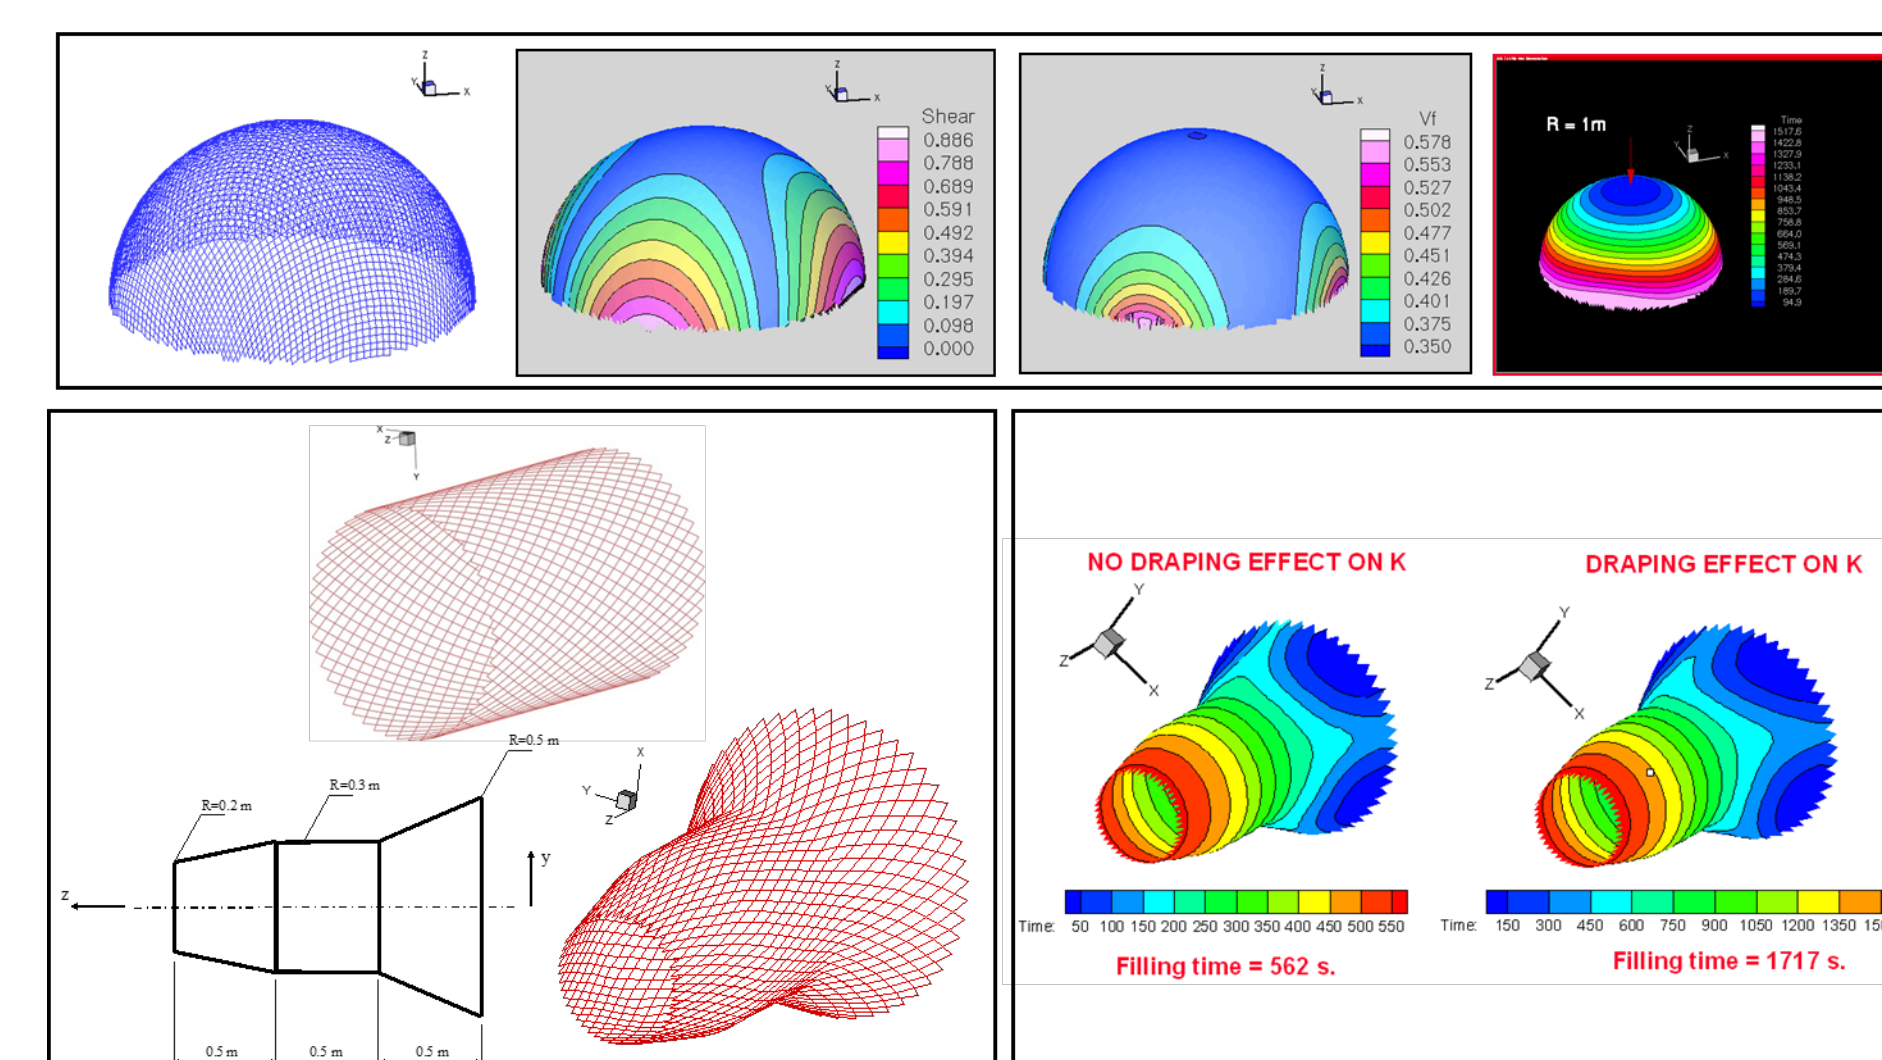 Z
Y
X
Z
Y
X
Shear
0.886
0.788
0.689
0.591
0.492
0.394
0.295
0.197
0.098
0.000
Z
Y
X
Vf
0.578
0.553
0.527
0.502
0.477
0.451
0.426
0.401
0.375
0.350
R = 1m
Z
Y
X
Time
1517.6
1422.8
1327.9
1233.1
1138.2
1043.4
948.5
853.7
758.8
664.0
569.1
474.3
379.4
284.6
189.7
94.9
X
Z
Y
R=0.5 m
R=0.3 m
R=0.2 m
z
y
0.5 m
0.5 m
0.5 m
X
Y
Z
NO DRAPING EFFECT ON K
Y
Z
X
Time: 50 100 150 200 250 300 350 400 450 500 550
Filling time = 562 s.
DRAPING EFFECT ON K
Y
Z
X
Time: 150 300 450 600 750 900 1050 1200 1350
Filling time = 1717 s.